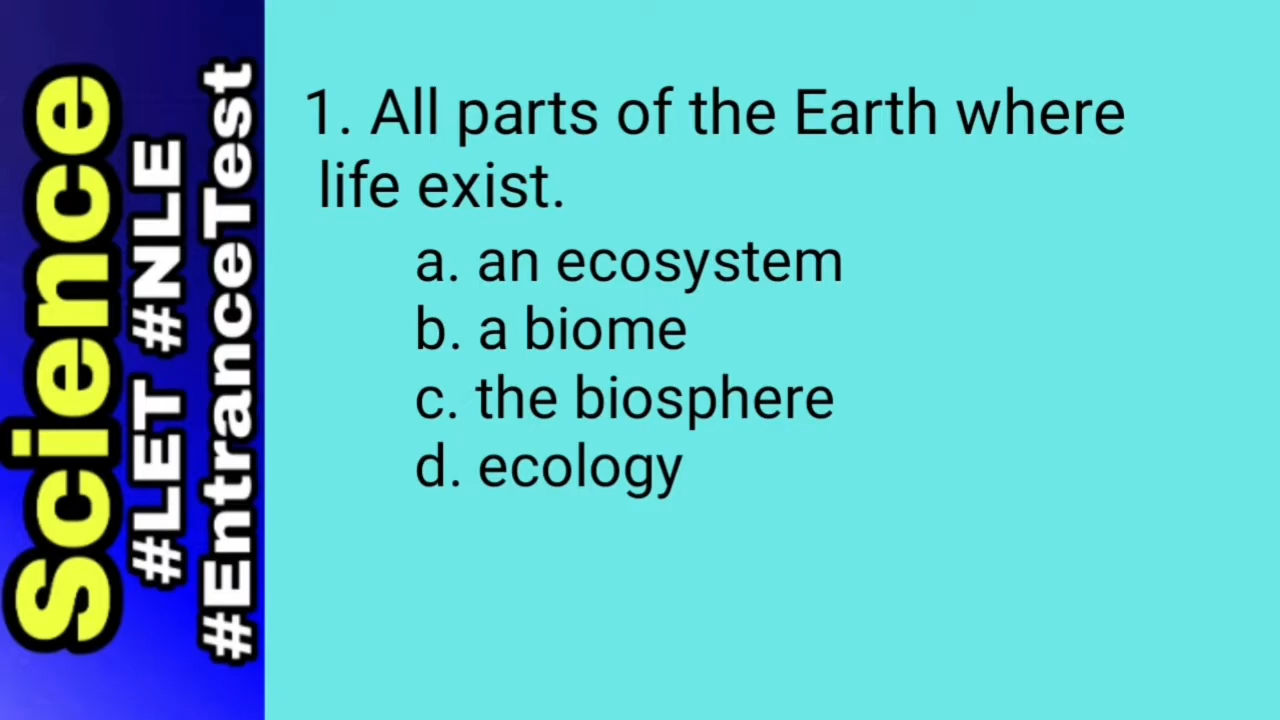 Science
#LET #NLE
#EntranceTest
1. All parts of the Earth where
life exist.
a. an ecosystem
b. a biome
c. the biosphere
d. ecology